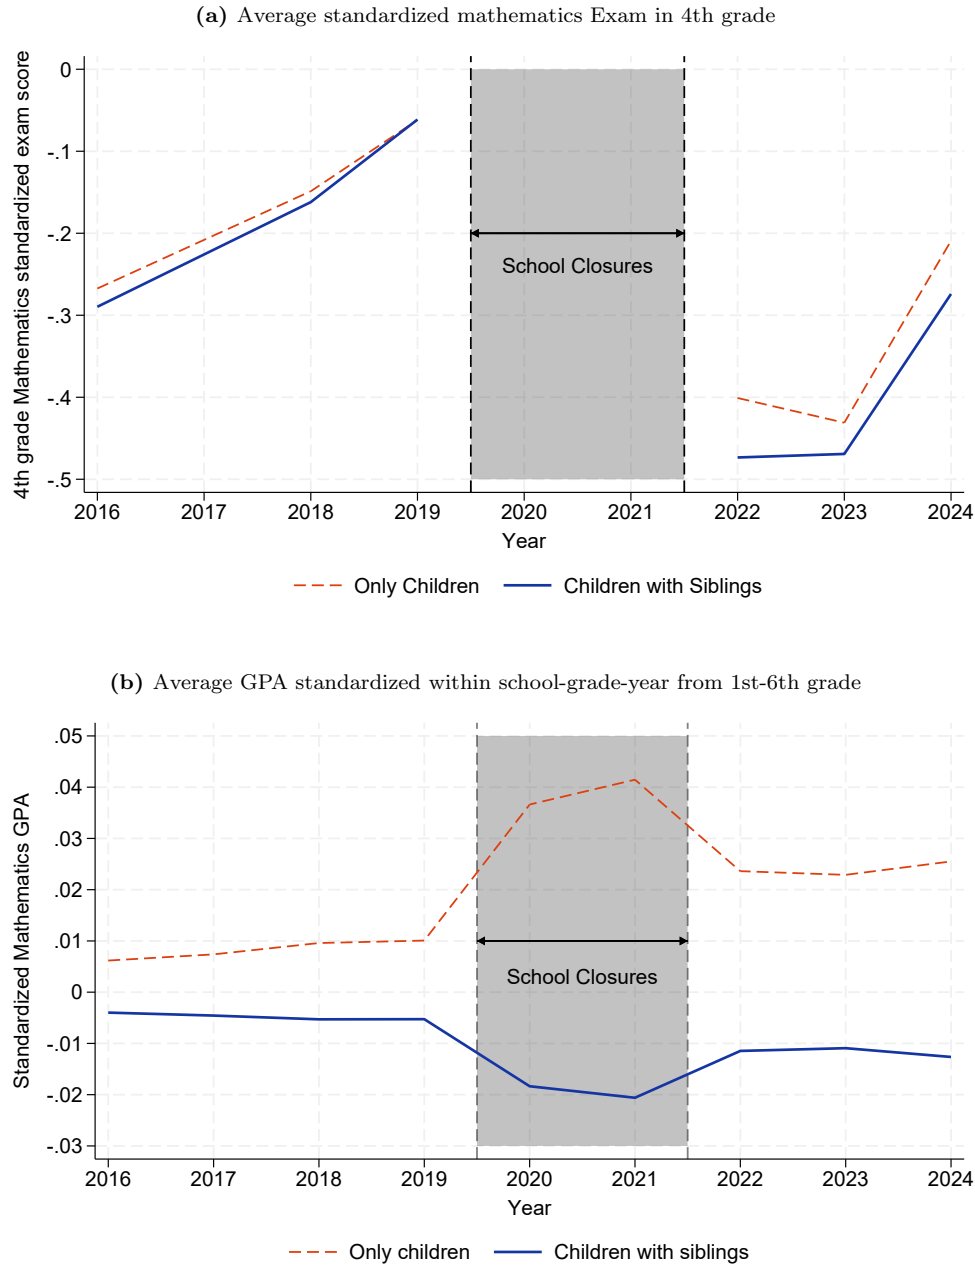 (a) Average standardized mathematics Exam in 4th grade
4th grade Mathematics standardized exam score
0
-.1
-.2
-.3
-.4
-.5
School Closures
2016 2017 2018 2019 2020 2021 2022 2023 2024
Year
Only Children Children with Siblings
(b) Average GPA standardized within school-grade-year from 1st-6th grade
Standardized Mathematics GPA
.05
.04
.03
.02
.01
0
-.01
-.02
-.03
School Closures
2016 2017 2018 2019 2020 2021 2022 2023 2024
Year
Only children Children with siblings